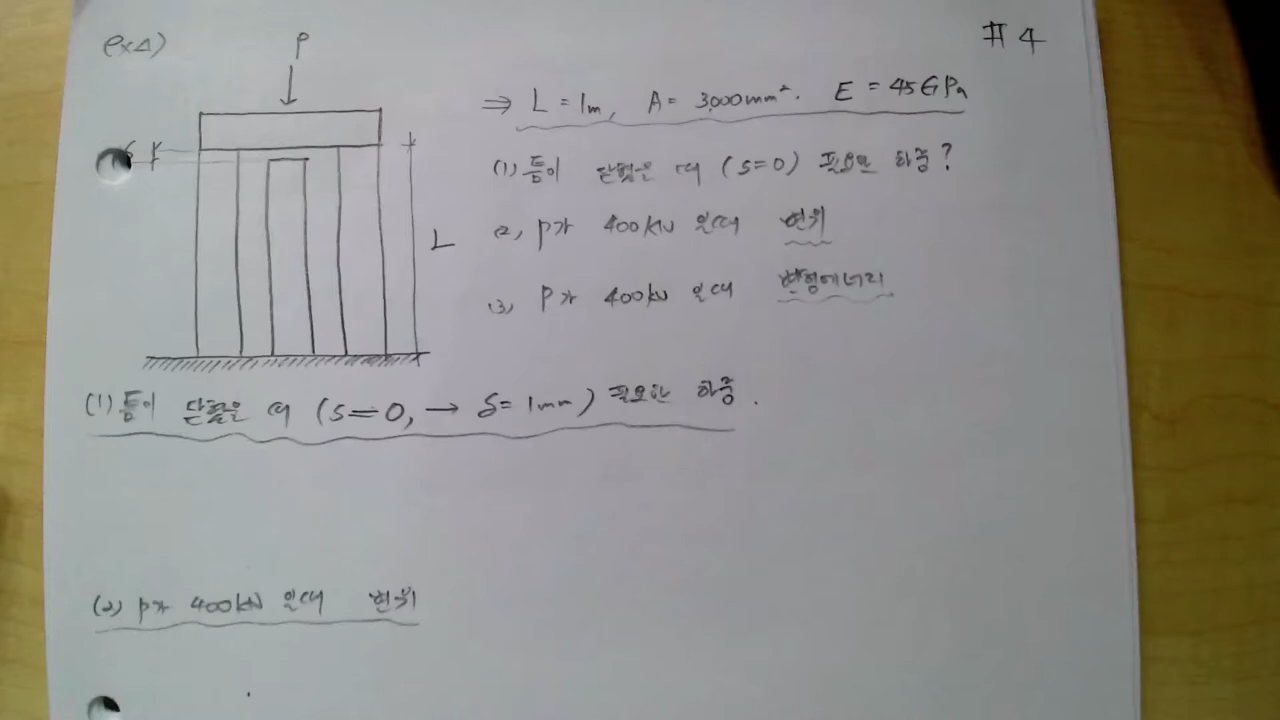 ex4)
#4
P
⇒ L = 1m, A = 3,000mm². E = 45GPa
(1) 틈이 닫혔을 때 (S=0) 필요한 하중?
L
(2) P가 400kN 일때 변위
(3) P가 400kN 일때 변형에너지
(1) 틈이 닫혔을 때 (S=0, → δ= 1mm) 필요한 하중.
(2) P가 400kN 일때 변위